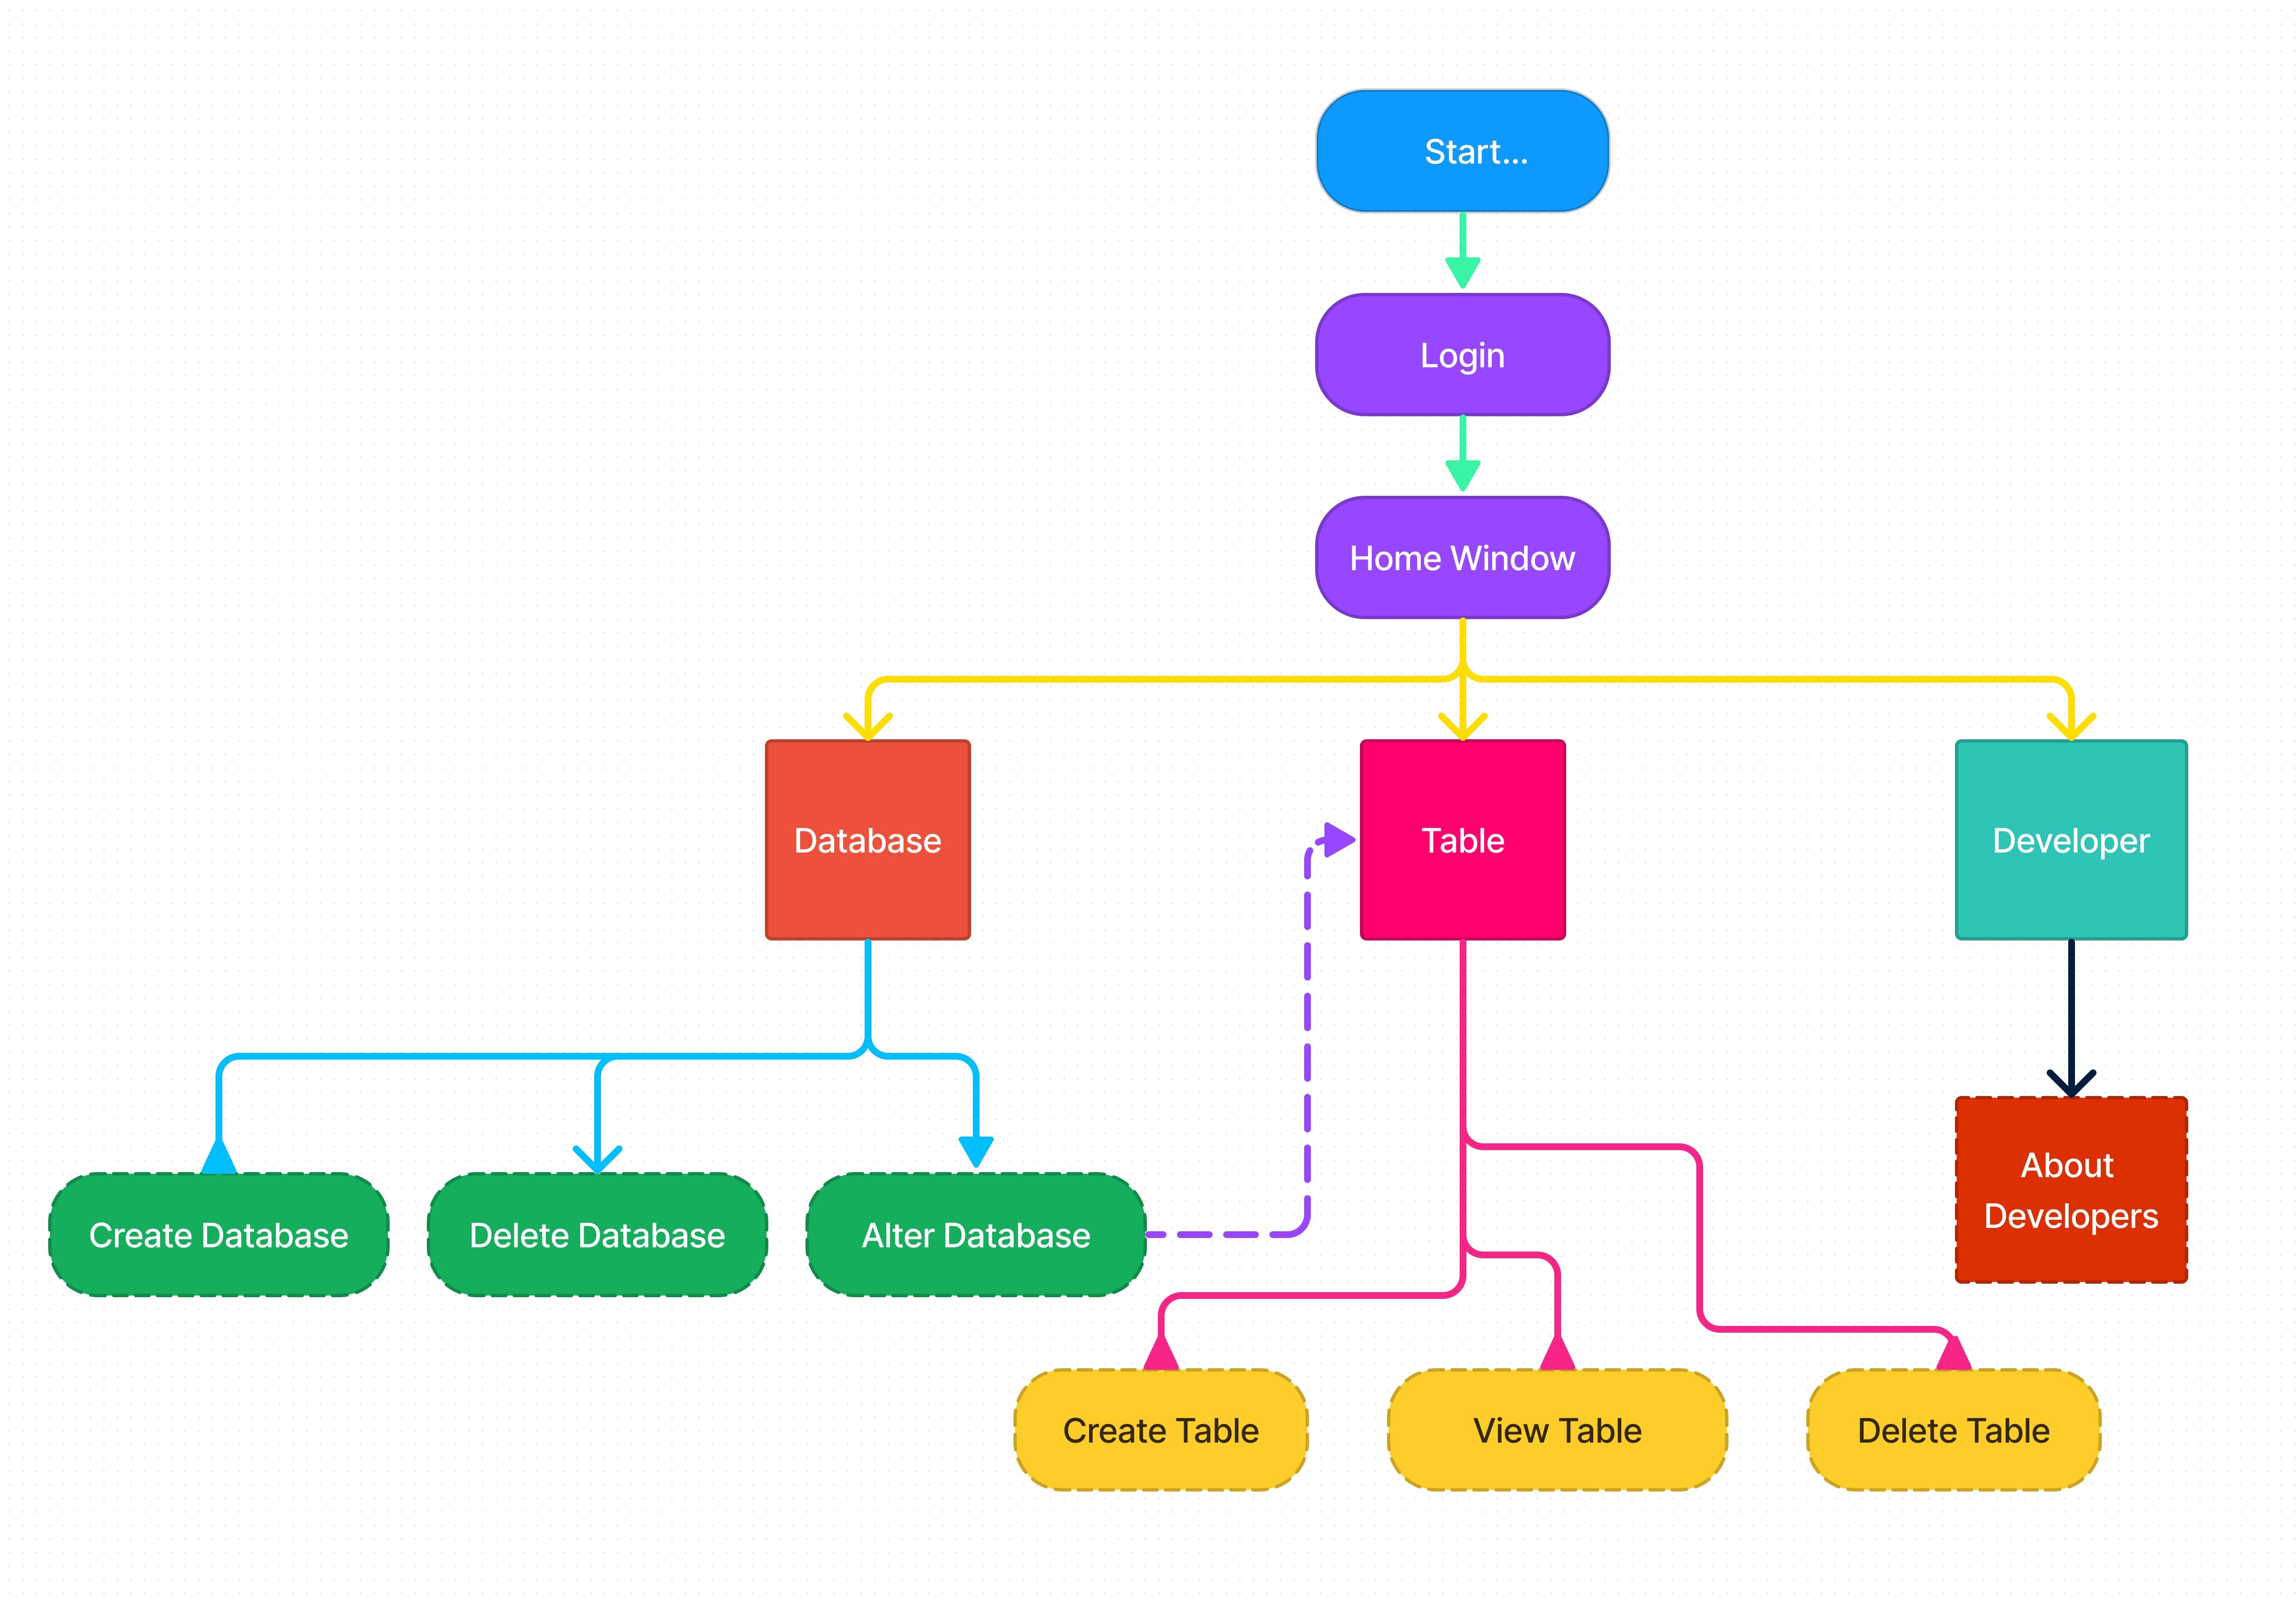 Start...
Login
Home Window
Database
Table
Developer
About
Developers
Create Database
Delete Database
Alter Database
Create Table
View Table
Delete Table